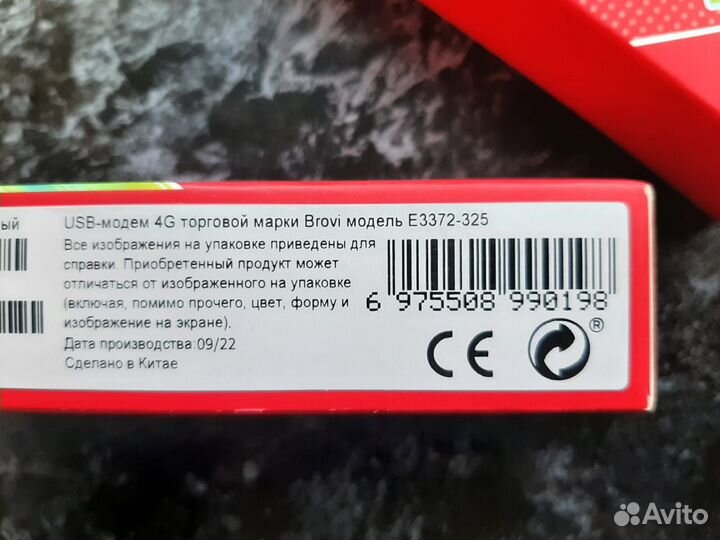 USB-модем 4G торговой марки Brovi модель E3372-325
Все изображения на упаковке приведены для
справки. Приобретенный продукт может
отличаться от изображенного на упаковке
(включая, помимо прочего, цвет, форму и
изображение на экране).
Дата производства:09/22
Сделано в Китае
6 975508 990198
CE
®
Avito